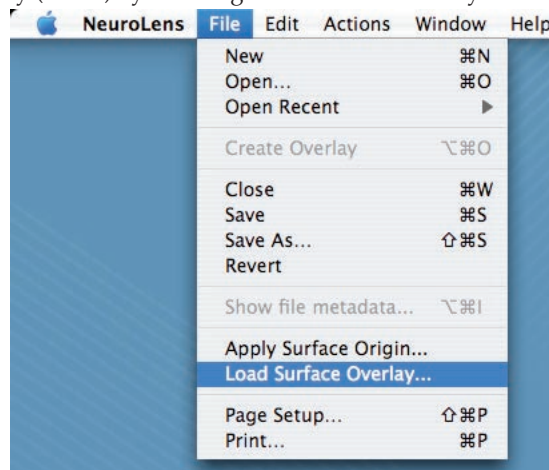 NeuroLens File Edit Actions Window Help
New ⌘N
Open... ⌘O
Open Recent ▶
Create Overlay ⌥⌘O
Close ⌘W
Save ⌘S
Save As... ⇧⌘S
Revert
Show file metadata... ⌥⌘I
Apply Surface Origin...
Load Surface Overlay...
Page Setup... ⇧⌘P
Print... ⌘P